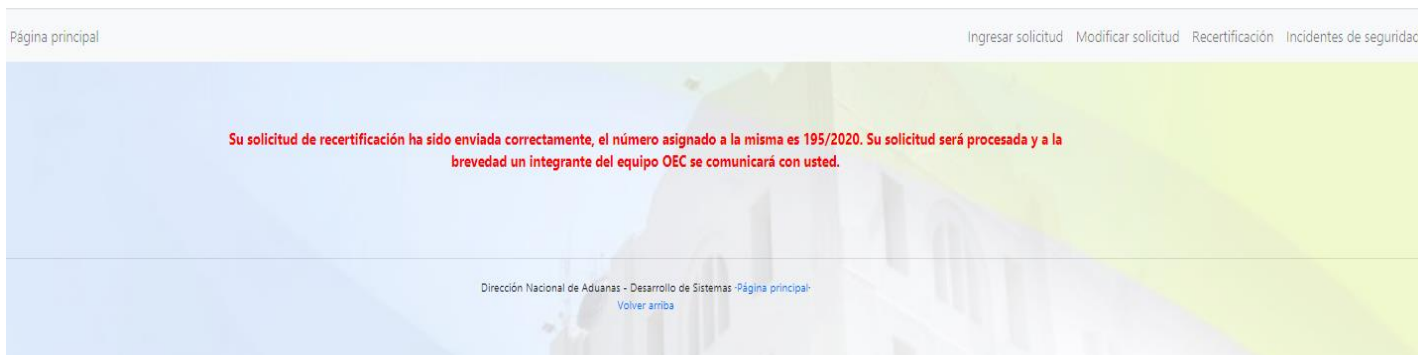 Página principal
Ingresar solicitud Modificar solicitud Recertificación Incidentes de seguridad
Su solicitud de recertificación ha sido enviada correctamente, el número asignado a la misma es 195/2020. Su solicitud será procesada y a la
brevedad un integrante del equipo OEC se comunicará con usted.
Dirección Nacional de Aduanas - Desarrollo de Sistemas -Página principal-
Volver arriba